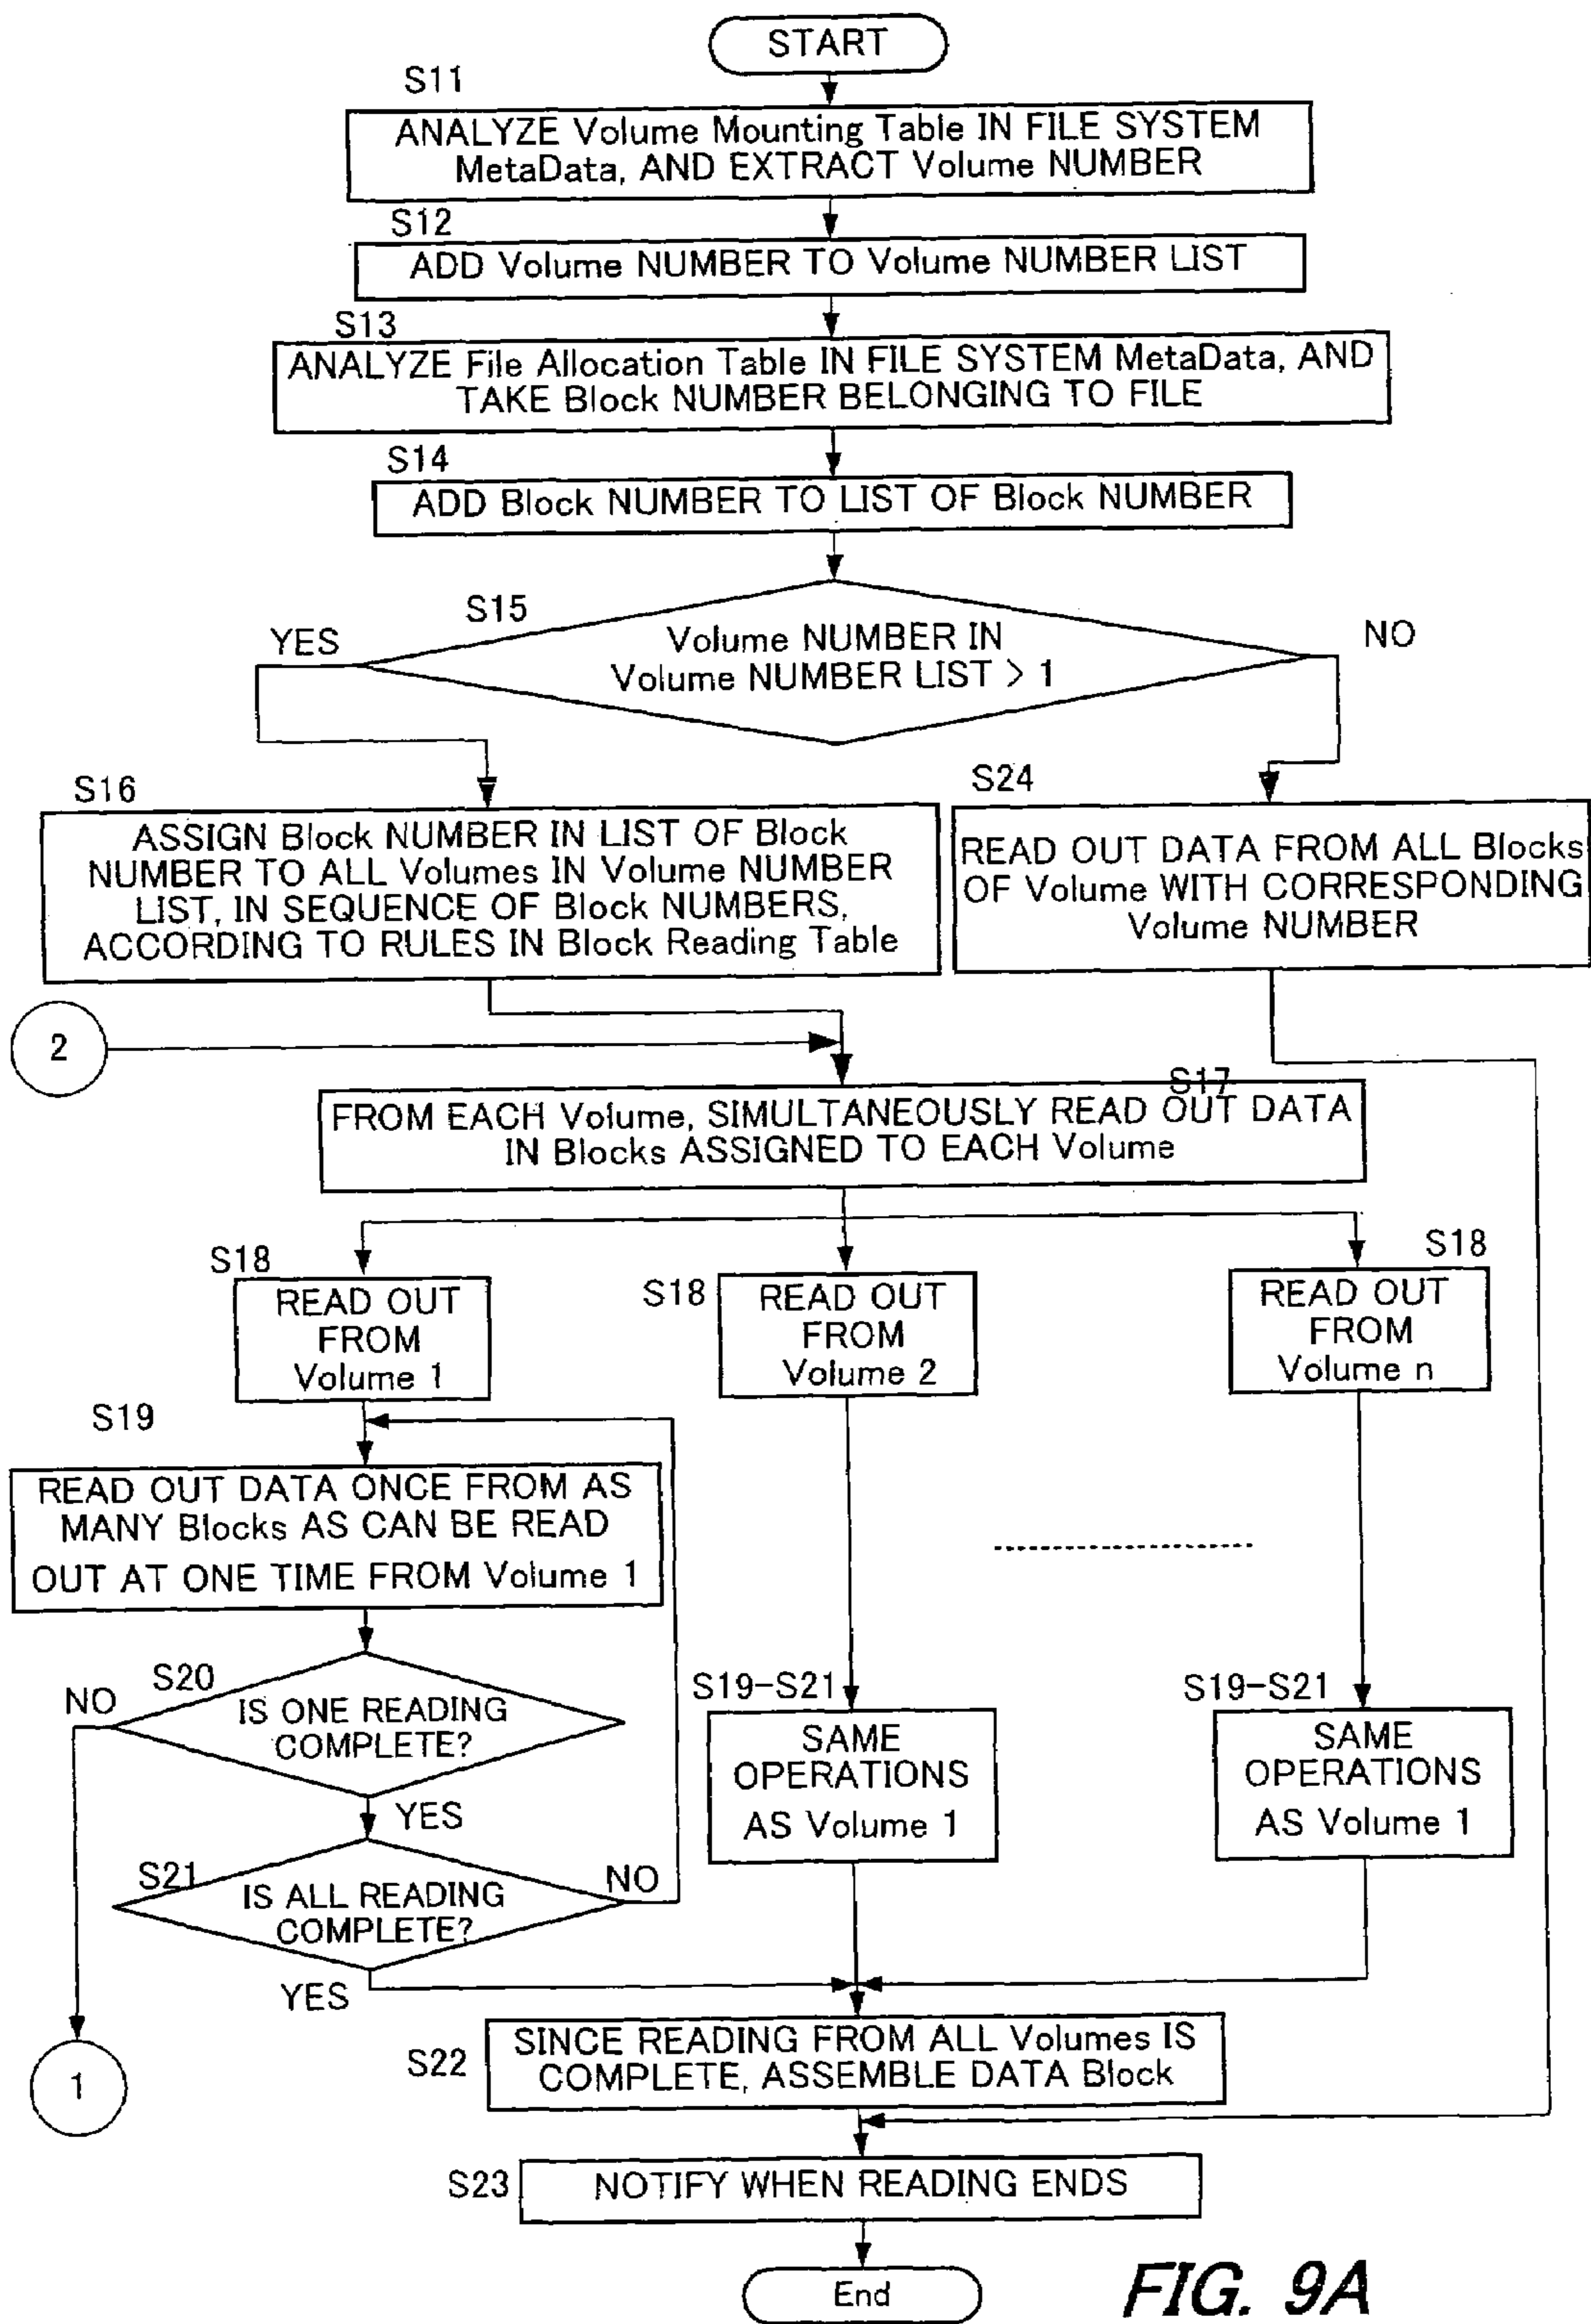 START
S11
ANALYZE Volume Mounting Table IN FILE SYSTEM
MetaData, AND EXTRACT Volume NUMBER
S12
ADD Volume NUMBER TO Volume NUMBER LIST
S13
ANALYZE File Allocation Table IN FILE SYSTEM MetaData, AND
TAKE Block NUMBER BELONGING TO FILE
S14
ADD Block NUMBER TO LIST OF Block NUMBER
S15
Volume NUMBER IN
Volume NUMBER LIST > 1
YES
NO
S16
ASSIGN Block NUMBER IN LIST OF Block
NUMBER TO ALL Volumes IN Volume NUMBER
LIST, IN SEQUENCE OF Block NUMBERS,
ACCORDING TO RULES IN Block Reading Table
S24
READ OUT DATA FROM ALL Blocks
OF Volume WITH CORRESPONDING
Volume NUMBER
2
S17
FROM EACH Volume, SIMULTANEOUSLY READ OUT DATA
IN Blocks ASSIGNED TO EACH Volume
S18
READ OUT
FROM
Volume 1
S18
READ OUT
FROM
Volume 2
S18
READ OUT
FROM
Volume n
S19
READ OUT DATA ONCE FROM AS
MANY Blocks AS CAN BE READ
OUT AT ONE TIME FROM Volume 1
S20
IS ONE READING
COMPLETE?
NO
YES
S21
IS ALL READING
COMPLETE?
NO
YES
S19-S21
SAME
OPERATIONS
AS Volume 1
S19-S21
SAME
OPERATIONS
AS Volume 1
1
S22
SINCE READING FROM ALL Volumes IS
COMPLETE, ASSEMBLE DATA Block
S23
NOTIFY WHEN READING ENDS
End
FIG. 9A